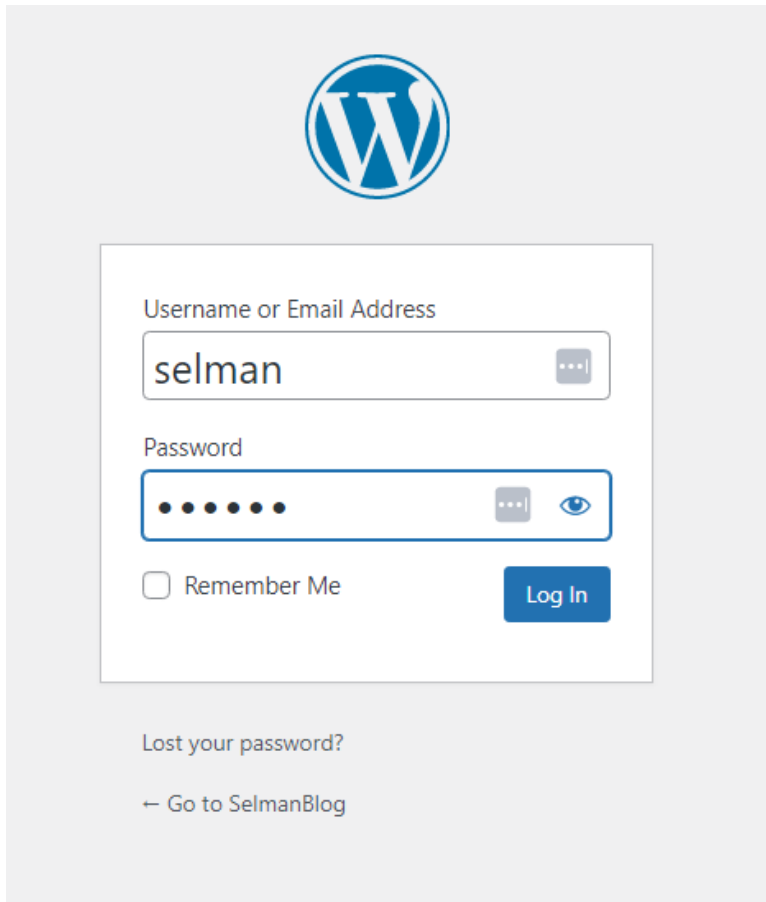 Username or Email Address
selman
Password
••••••
Remember Me
Log In
Lost your password?
← Go to SelmanBlog